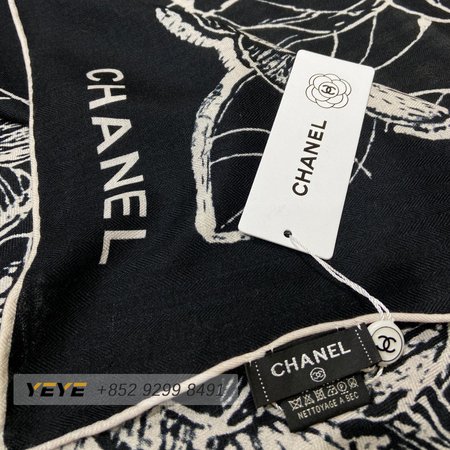 CHANEL
CHANEL
CHANEL
NETTOYAGE A SEC
YEYE +852 9299 8491